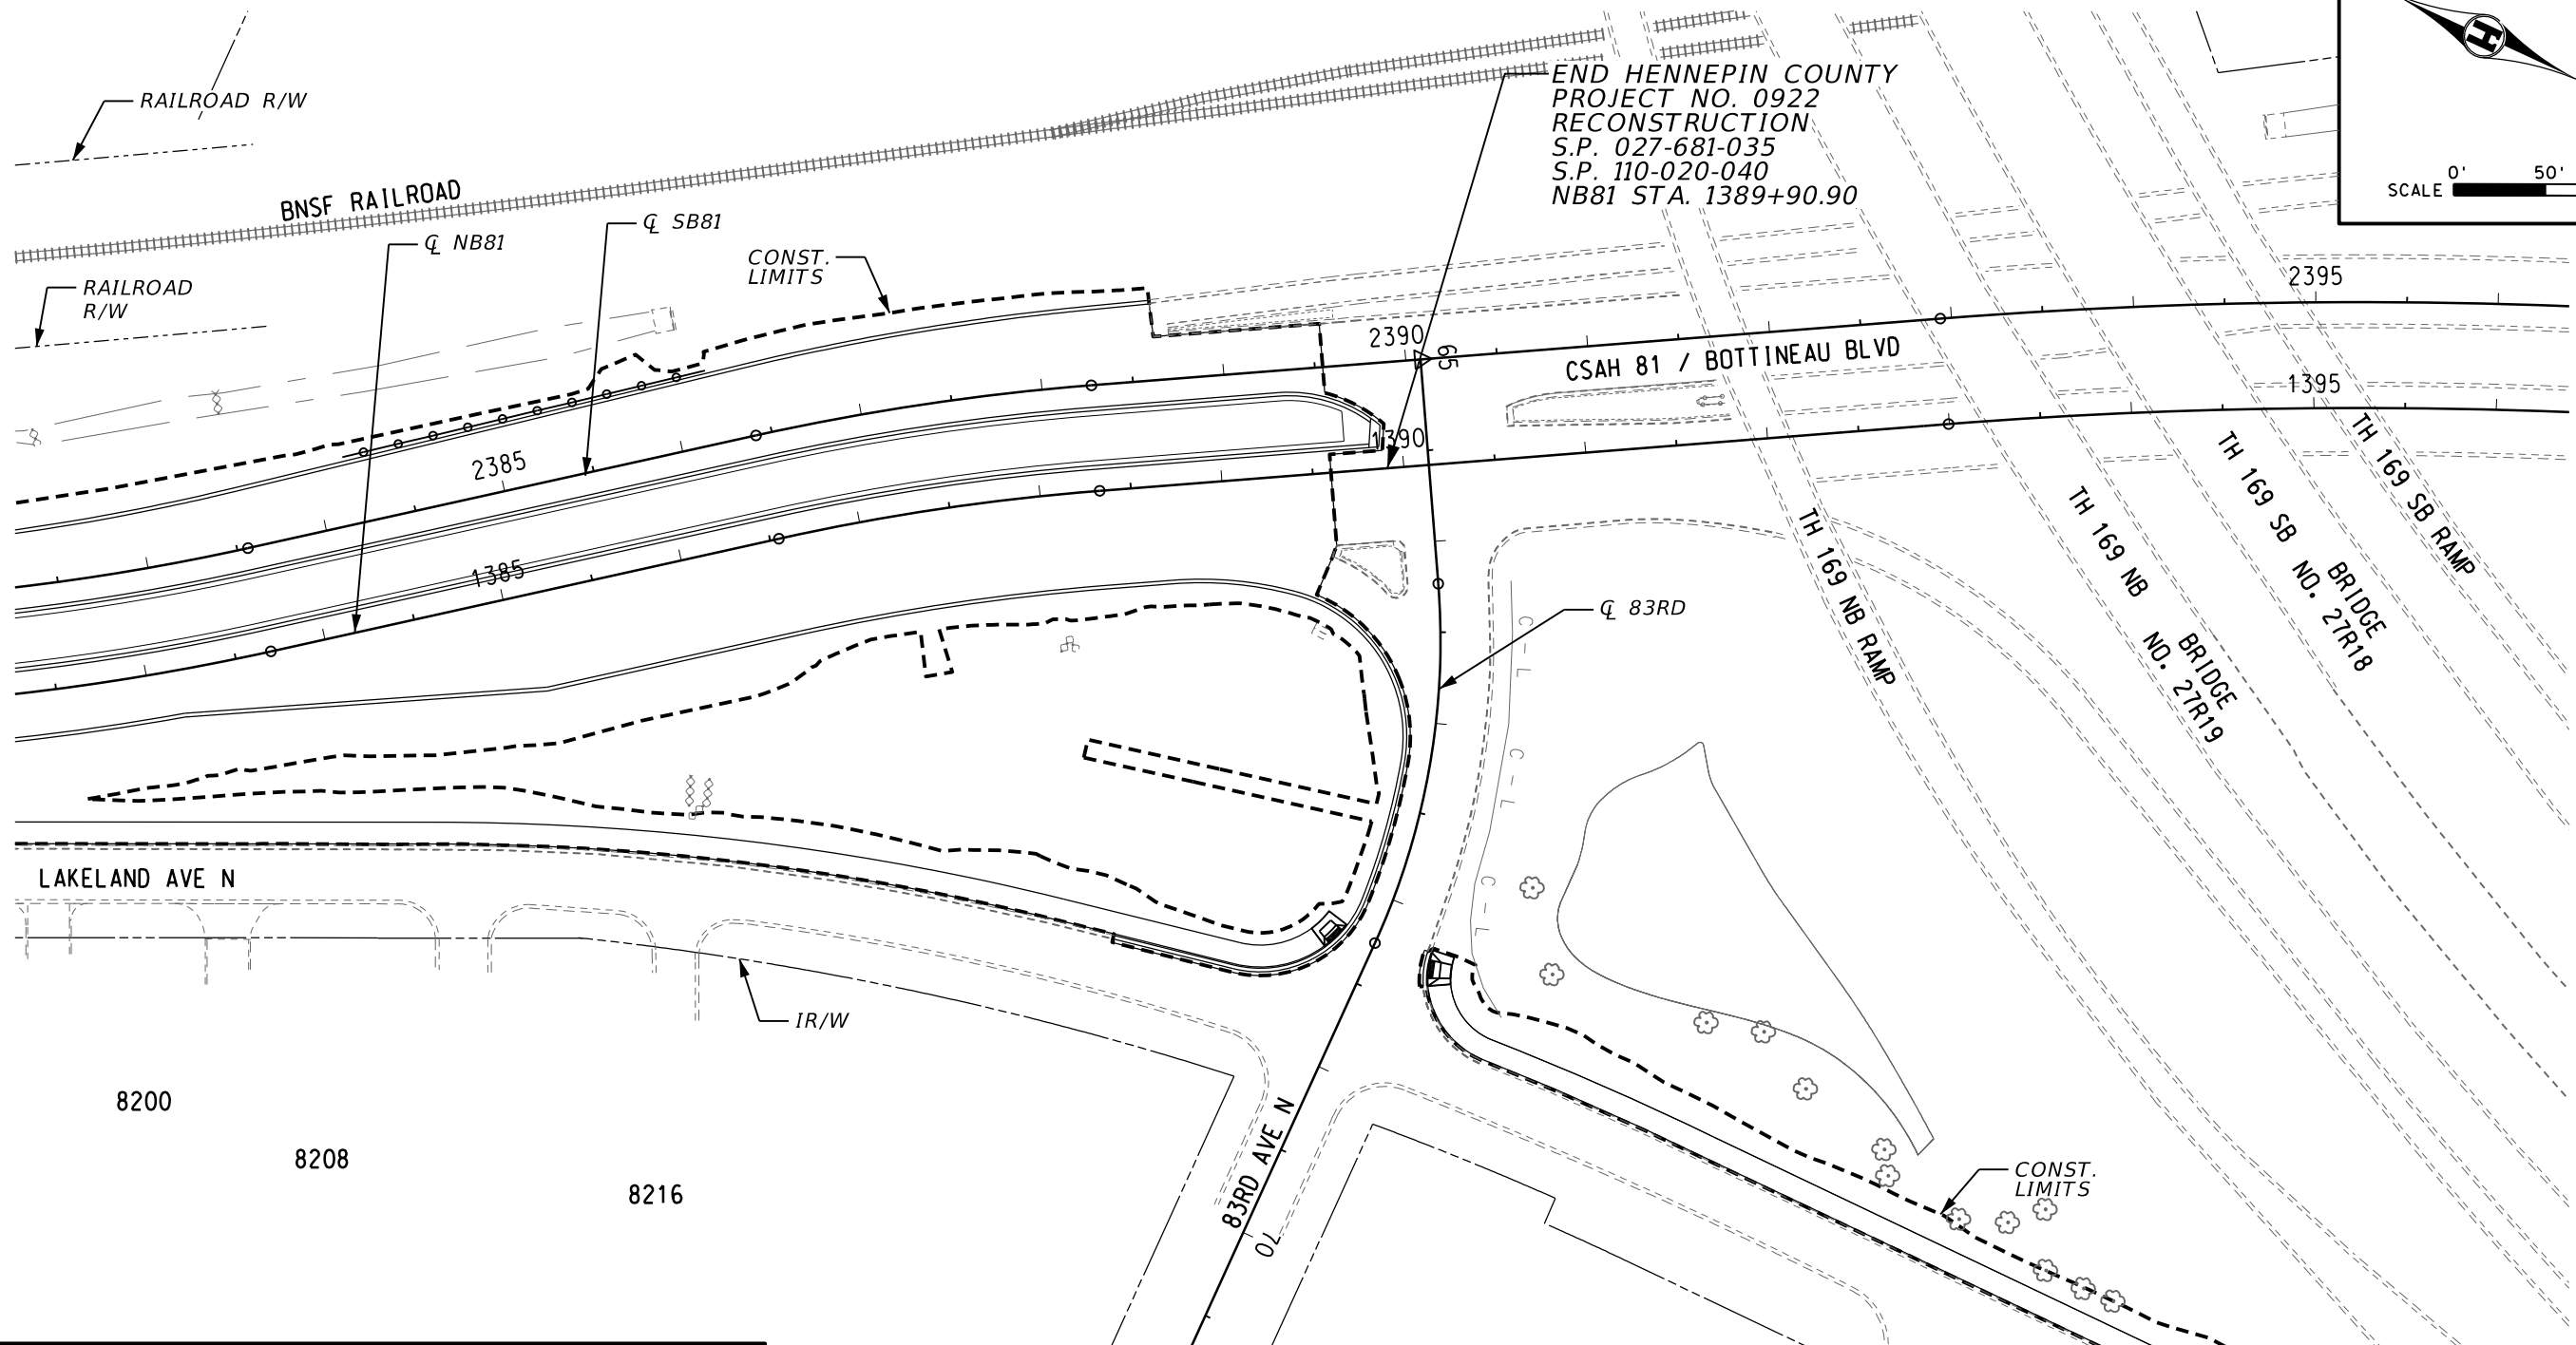 RAILROAD R/W
BNSF RAILROAD
RAILROAD
R/W
℄ NB81
℄ SB81
CONST.
LIMITS
END HENNEPIN COUNTY
PROJECT NO. 0922
RECONSTRUCTION
S.P. 027-681-035
S.P. 110-020-040
NB81 STA. 1389+90.90
H
0' 50'
SCALE
2395
2390
65
CSAH 81 / BOTTINEAU BLVD
1395
1390
2385
1385
TH 169 SB RAMP
TH 169 SB BRIDGE
NO. 27R18
TH 169 NB BRIDGE
NO. 27R19
TH 169 NB RAMP
℄ 83RD
C - L
C - L
C - L
LAKELAND AVE N
IR/W
83RD AVE N
70
CONST.
LIMITS
8200
8208
8216